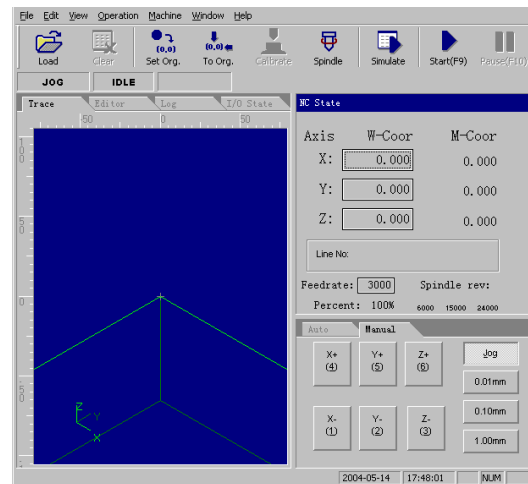 File Edit View Operation Machine Window Help
(0,0) (0,0)
Load Clear Set Org. To Org. Calibrate Spindle Simulate Start(F9) Pause(F10)
JOG IDLE
Trace Editor Log I/O State
NC State
-50 0 50
100
50
0
-50
Z
Y
X
Axis W-Coor M-Coor
X: 0.000 0.000
Y: 0.000 0.000
Z: 0.000 0.000
Line No:
Feedrate: 3000 Spindle rev:
Percent: 100% 6000 15000 24000
Auto Manual
X+ Y+ Z+ Jog
(4) (5) (6)
0.01mm
X- Y- Z- 0.10mm
(1) (2) (3)
1.00mm
2004-05-14 17:48:01 NUM